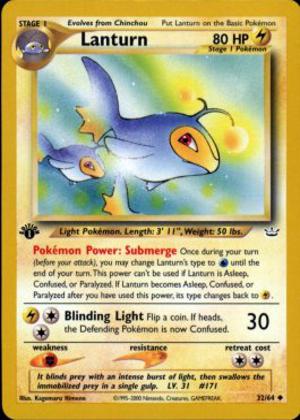 STAGE 1 Evolves from Chinchou Put Lanturn on the Basic Pokémon
Lanturn 80 HP
Stage 1 Pokémon
Light Pokémon. Length: 3' 11", Weight: 50 lbs.
Pokémon Power: Submerge Once during your turn
(before your attack), you may change Lanturn's type to until the end
of your turn. This power can't be used if Lanturn is Asleep,
Confused, or Paralyzed. If Lanturn becomes Asleep, Confused, or
Paralyzed after you have used this power, its type changes back to .
Blinding Light Flip a coin. If heads,
the Defending Pokémon is now Confused. 30
weakness resistance retreat cost
It blinds prey with an intense burst of light, then swallows the
immobilized prey in a single gulp. LV. 31 #171
Illus. Kagemaru Himeno ©1995-2000 Nintendo, Creatures, GAMEFREAK. 32/64